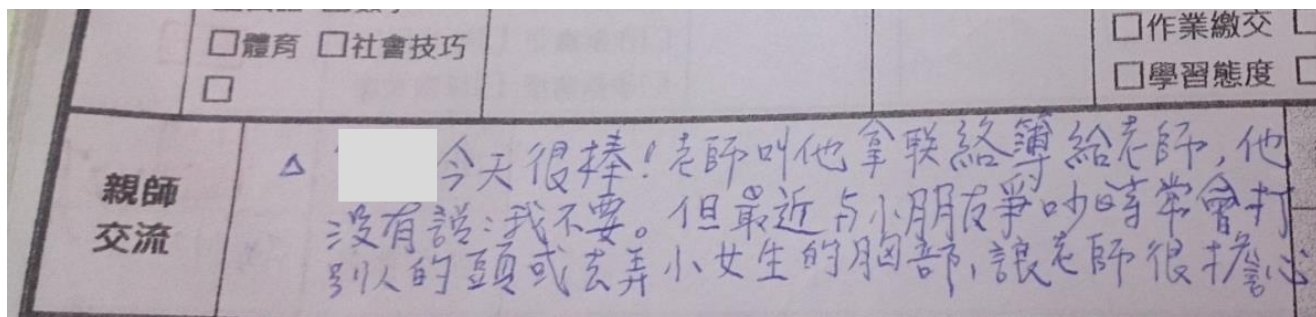 □體育 □社會技巧
□
□作業繳交
□學習態度
親師
交流
△ 今天很棒!老師叫他拿联絡簿給老師,他
沒有說:我不要。但最近与小朋友爭吵時常會打
別人的頭或去弄小女生的胸部,讓老師很擔心